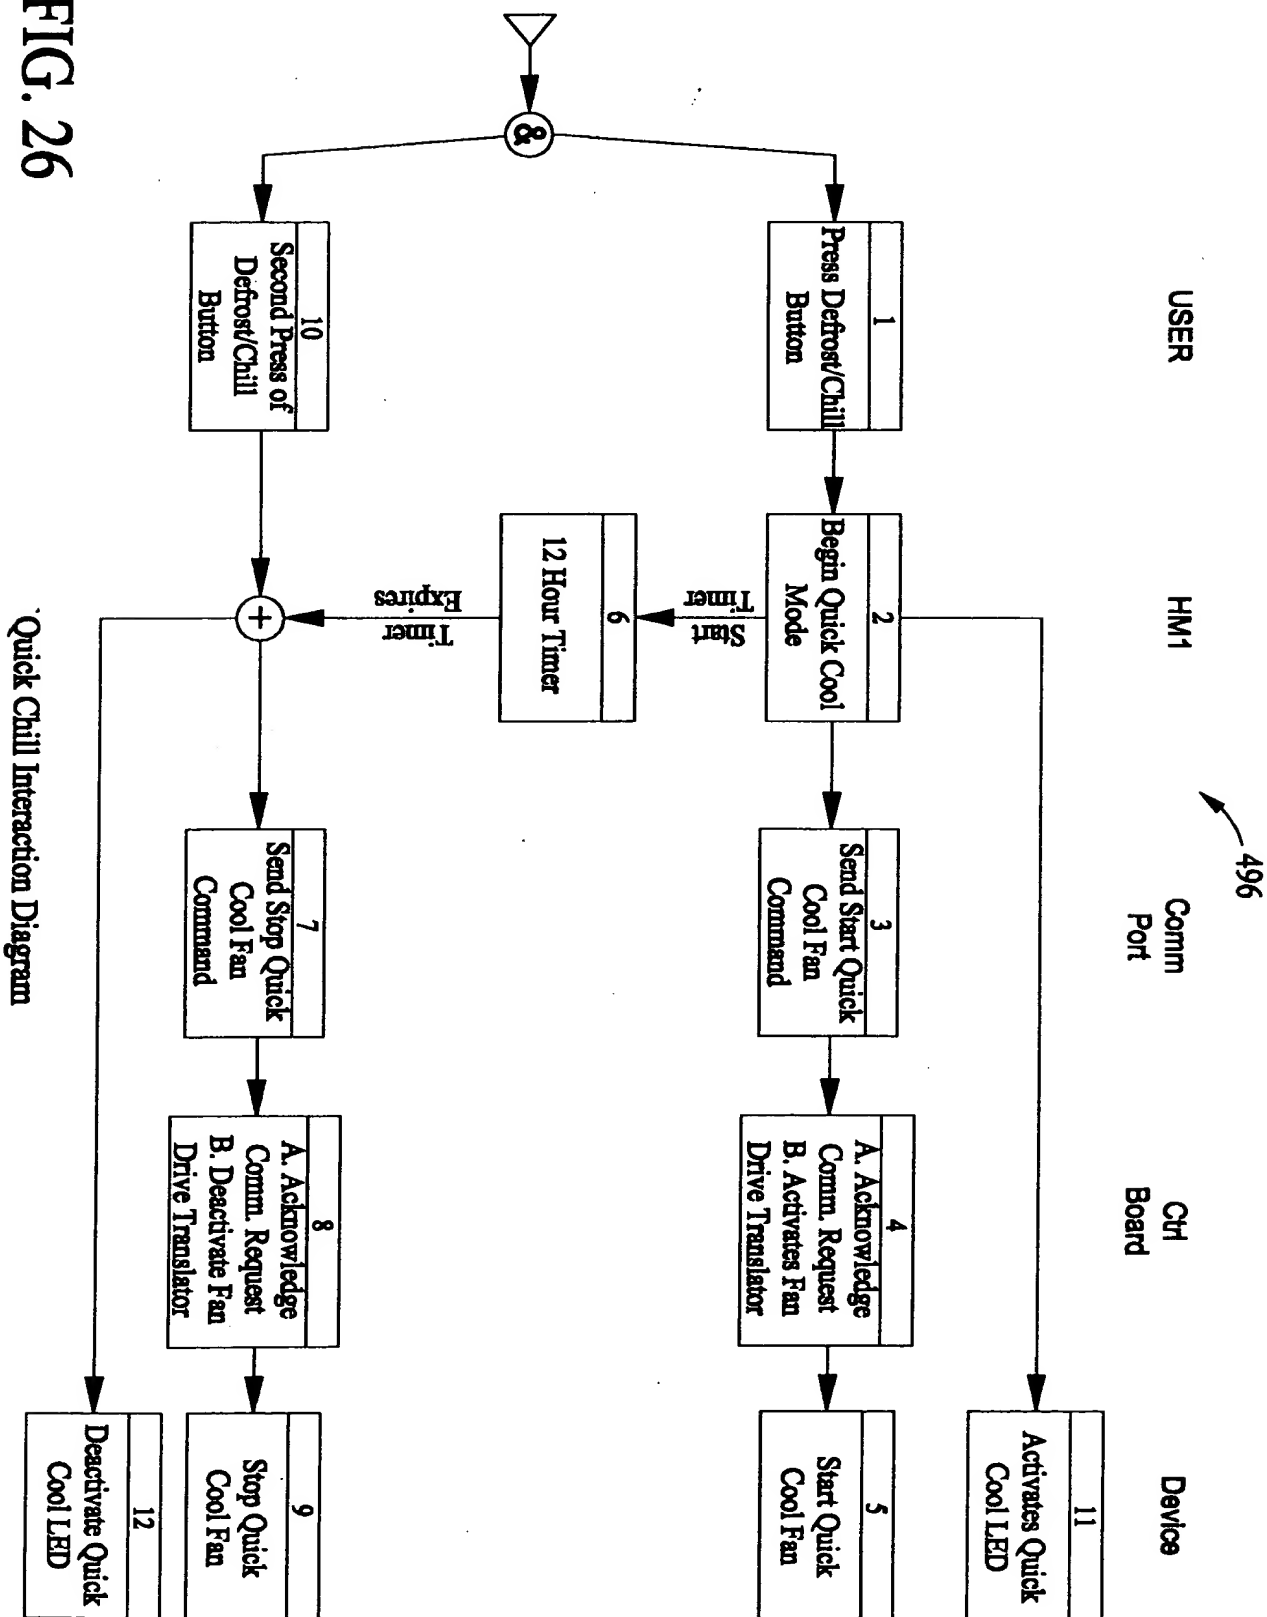 496
USER
HM1
Comm
Port
Ctrl
Board
Device
11
Activates Quick
Cool LED
1
Press Defrost/Chill
Button
2
Begin Quick Cool
Mode
3
Send Start Quick
Cool Fan
Command
4
A. Acknowledge
Comm. Request
B. Activates Fan
Drive Translator
5
Start Quick
Cool Fan
Start
Timer
6
12 Hour Timer
Timer
Expires
&
10
Second Press of
Defrost/Chill
Button
+
7
Send Stop Quick
Cool Fan
Command
8
A. Acknowledge
Comm. Request
B. Deactivate Fan
Drive Translator
9
Stop Quick
Cool Fan
12
Deactivate Quick
Cool LED
Quick Chill Interaction Diagram
FIG. 26